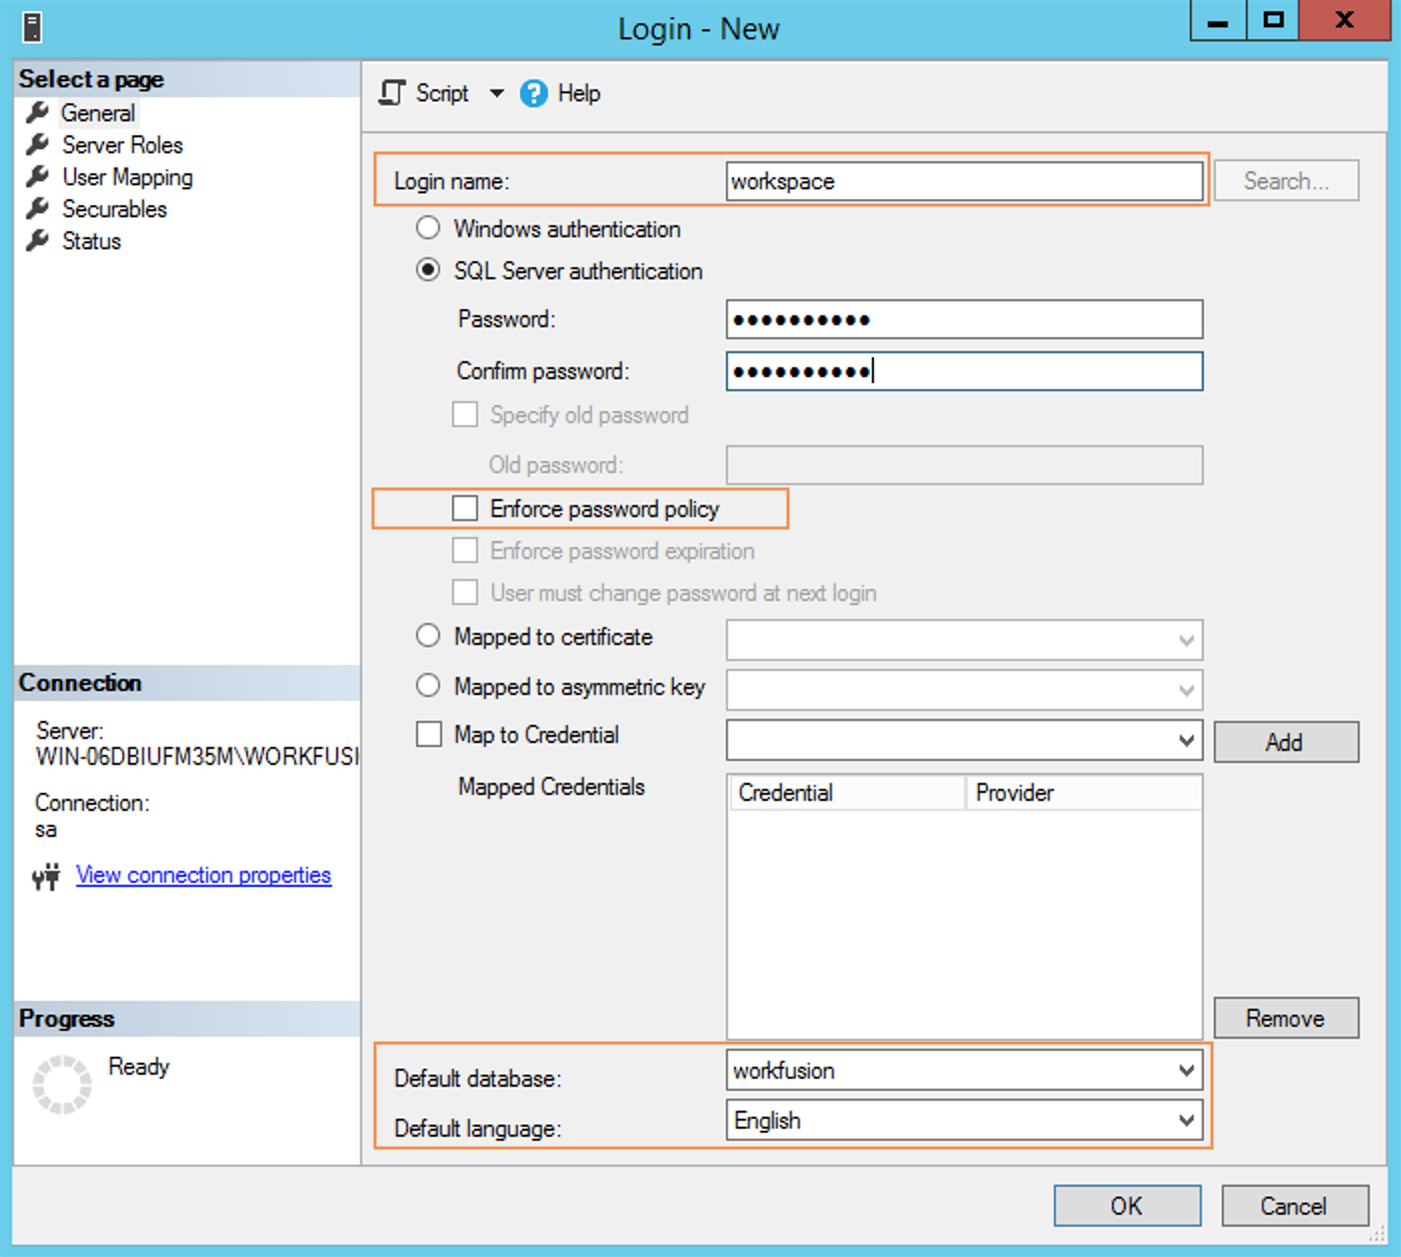 Login - New
Select a page
General
Server Roles
User Mapping
Securables
Status
Script
Help
Login name:
workspace
Search...
Windows authentication
SQL Server authentication
Password:
●●●●●●●●●●
Confirm password:
●●●●●●●●●●
Specify old password
Old password:
Enforce password policy
Enforce password expiration
User must change password at next login
Mapped to certificate
Mapped to asymmetric key
Map to Credential
Add
Mapped Credentials
Credential
Provider
Remove
Default database:
workfusion
Default language:
English
Connection
Server:
WIN-06DBIUFM35M\WORKFUSI
Connection:
sa
View connection properties
Progress
Ready
OK
Cancel